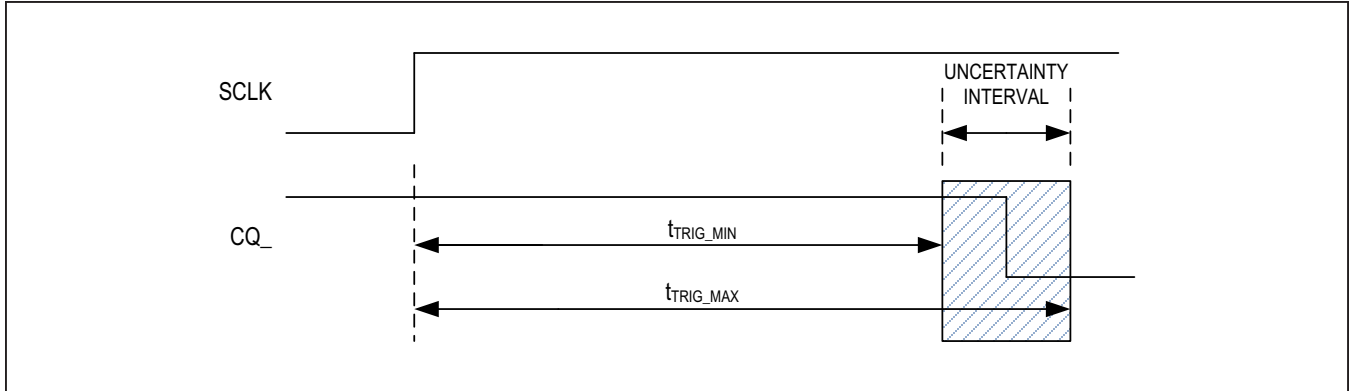 SCLK
UNCERTAINTY
INTERVAL
CQ_
tTRIG_MIN
tTRIG_MAX